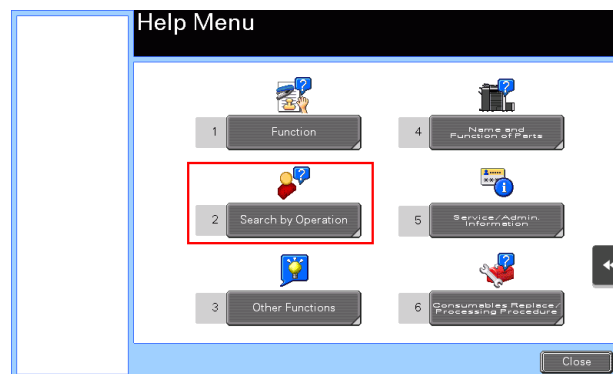 Help Menu
1 Function
4 Name and
Function of Parts
2 Search by Operation
5 Service/Admin.
Information
3 Other Functions
6 Consumables Replace/
Processing Procedure
Close